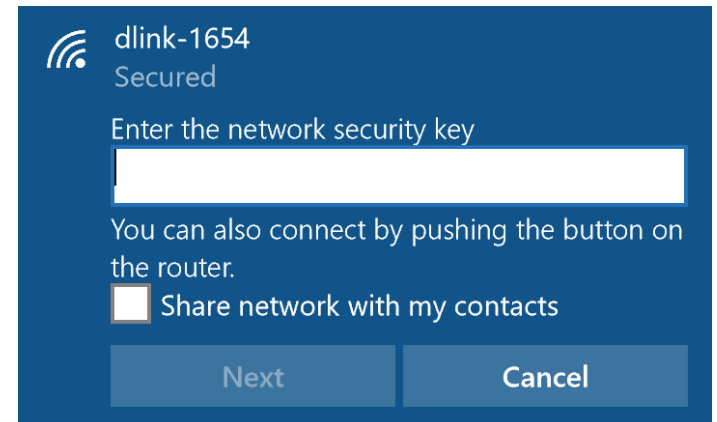 dlink-1654
Secured
Enter the network security key
You can also connect by pushing the button on
the router.
Share network with my contacts
Next
Cancel